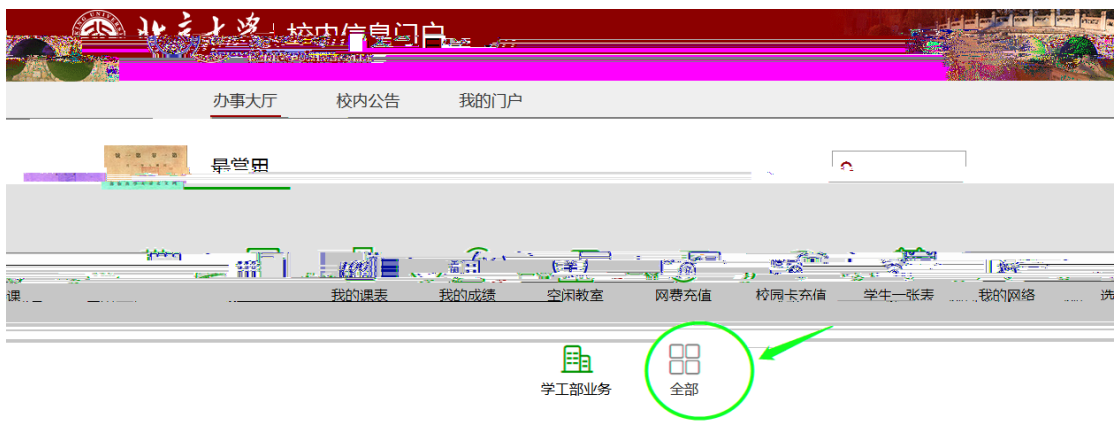 北京大学 校内信息门户
办事大厅 校内公告 我的门户
最常用
课 我的课表 我的成绩 空闲教室 网费充值 校园卡充值 学生一张表 我的网络 选
学工部业务 全部